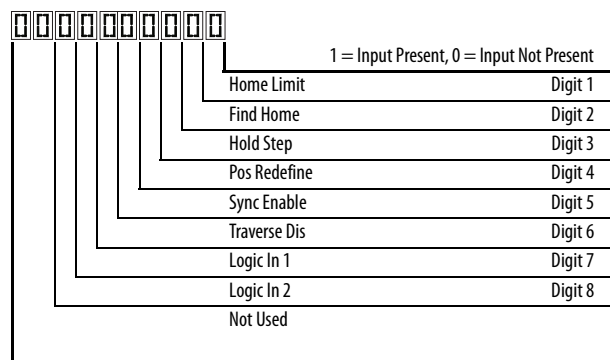 0000000000
1 = Input Present, 0 = Input Not Present
Home Limit Digit 1
Find Home Digit 2
Hold Step Digit 3
Pos Redefine Digit 4
Sync Enable Digit 5
Traverse Dis Digit 6
Logic In 1 Digit 7
Logic In 2 Digit 8
Not Used